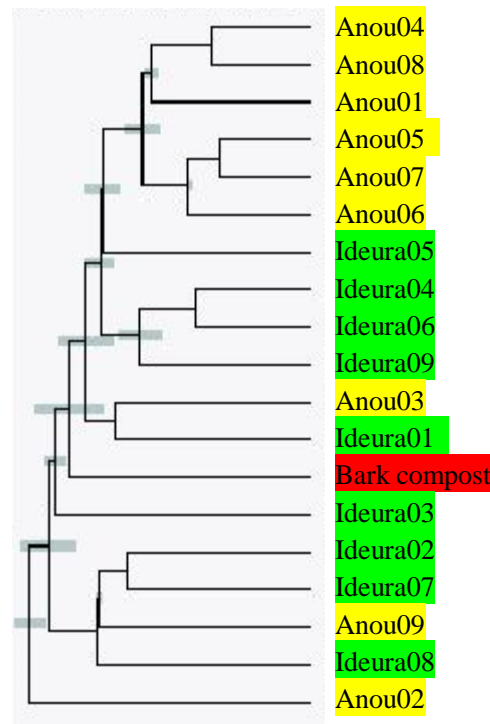 Anou04
Anou08
Anou01
Anou05
Anou07
Anou06
Ideura05
Ideura04
Ideura06
Ideura09
Anou03
Ideura01
Bark compost
Ideura03
Ideura02
Ideura07
Anou09
Ideura08
Anou02